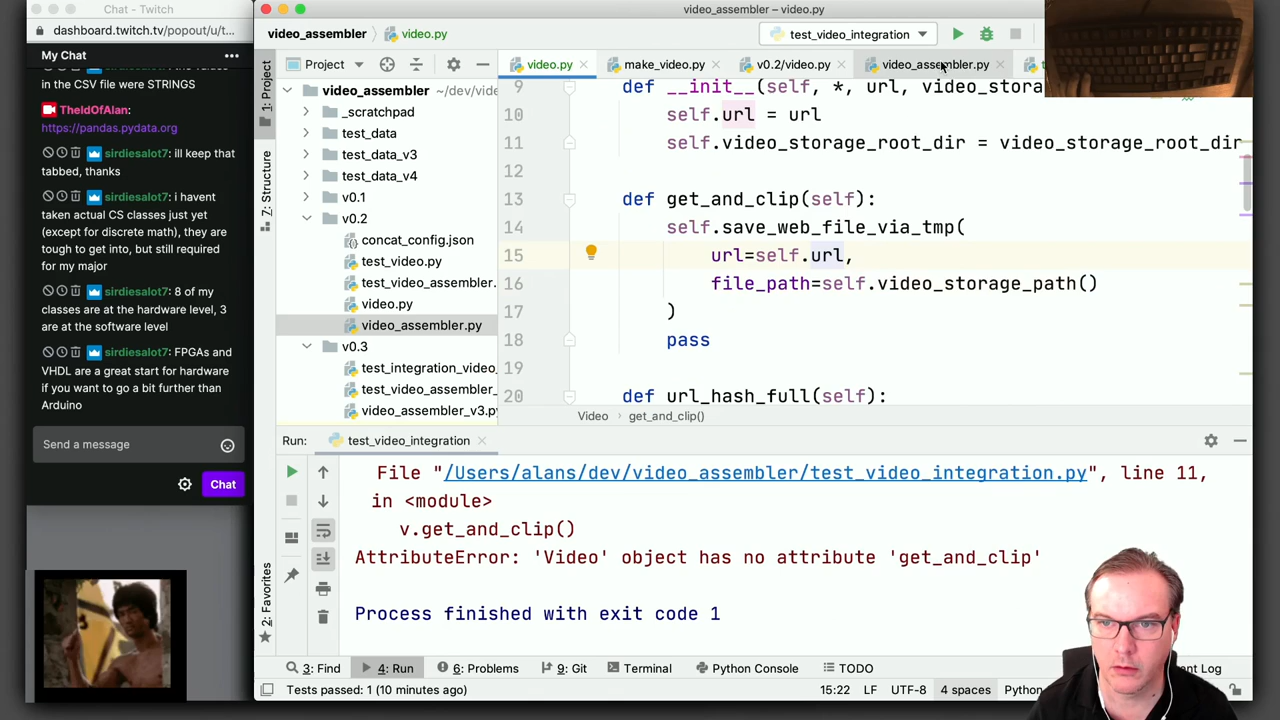 Chat - Twitch
dashboard.twitch.tv/popout/u/t...
My Chat
in the CSV file were STRINGS
TheIdOfAlan:
https://pandas.pydata.org
sirdiesalot7: ill keep that
tabbed, thanks
sirdiesalot7: i havent
taken actual CS classes just yet
(except for discrete math), they are
tough to get into, but still required
for my major
sirdiesalot7: 8 of my
classes are at the hardware level, 3
are at the software level
sirdiesalot7: FPGAs and
VHDL are a great start for hardware
if you want to go a bit further than
Arduino
Send a message
Chat
video_assembler – video.py
video_assembler
video.py
test_video_integration
Project
video.py
make_video.py
v0.2/video.py
video_assembler.py
1: Project
7: Structure
2: Favorites
video_assembler ~/dev/vide
_scratchpad
test_data
test_data_v3
test_data_v4
v0.1
v0.2
concat_config.json
test_video.py
test_video_assembler.
video.py
video_assembler.py
v0.3
test_integration_video_
test_video_assembler_
video_assembler_v3.py
9 def __init__(self, *, url, video_stora
10 self.url = url
11 self.video_storage_root_dir = video_storage_root_dir
12
13 def get_and_clip(self):
14 self.save_web_file_via_tmp(
15 url=self.url,
16 file_path=self.video_storage_path()
17 )
18 pass
19
20 def url_hash_full(self):
Video
get_and_clip()
Run:
test_video_integration
File "/Users/alans/dev/video_assembler/test_video_integration.py", line 11,
in <module>
v.get_and_clip()
AttributeError: 'Video' object has no attribute 'get_and_clip'
Process finished with exit code 1
3: Find
4: Run
6: Problems
9: Git
Terminal
Python Console
TODO
nt Log
Tests passed: 1 (10 minutes ago)
15:22
LF
UTF-8
4 spaces
Python